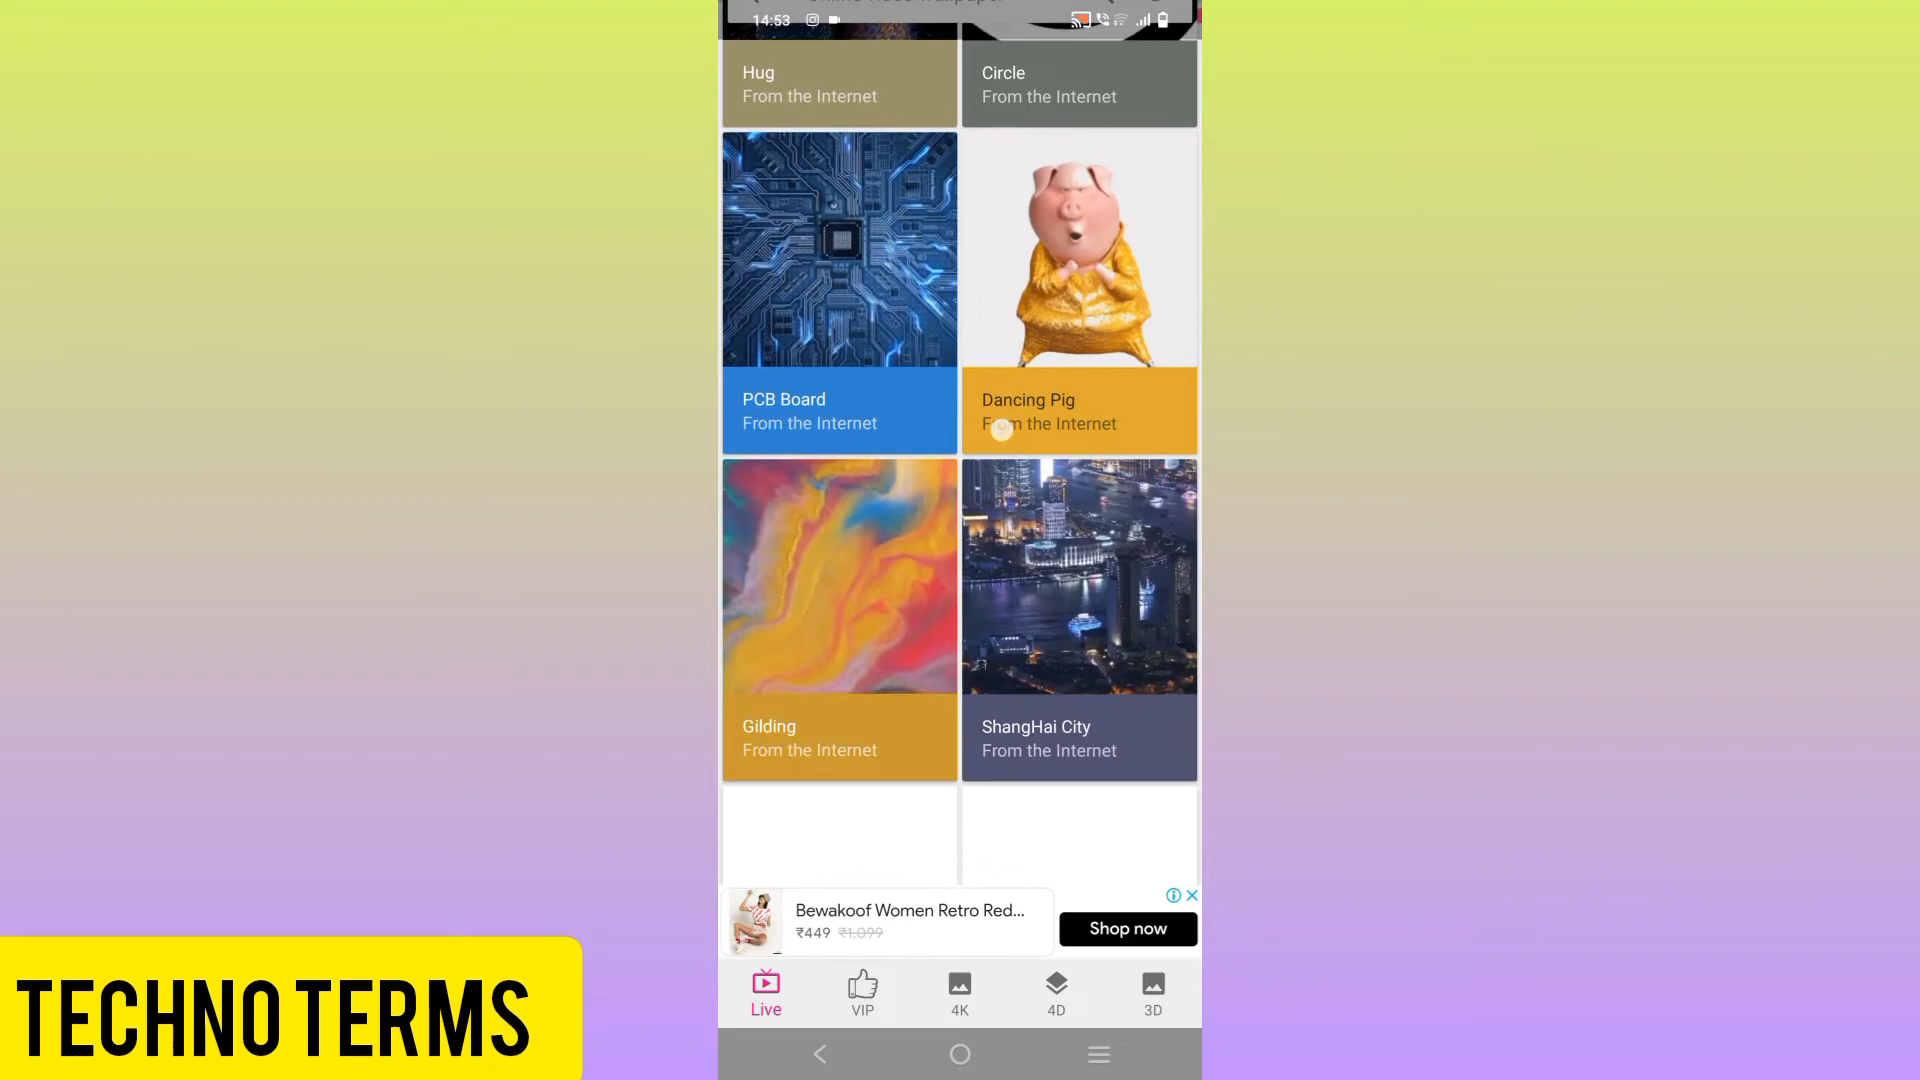 14:53
Hug
From the Internet
Circle
From the Internet
PCB Board
From the Internet
Dancing Pig
From the Internet
Gilding
From the Internet
ShangHai City
From the Internet
Bewakoof Women Retro Red...
₹449 ₹1,099
Shop now
Live
VIP
4K
4D
3D
TECHNO TERMS